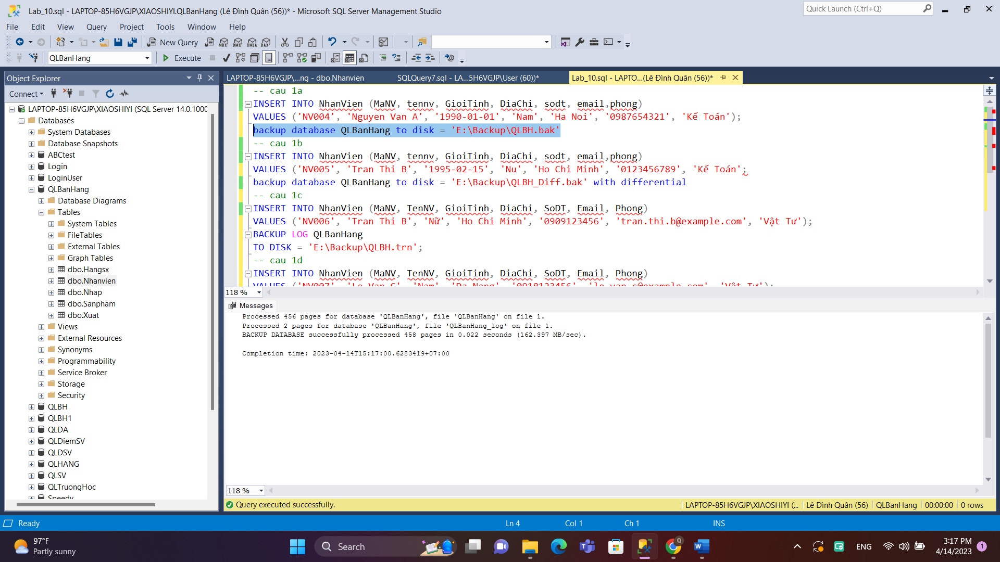 Lab_10.sql - LAPTOP-85H6VGJP\XIAOSHIYI.QLBanHang (Lê Đình Quân (56))* - Microsoft SQL Server Management Studio
Quick Launch (Ctrl+Q)
File Edit View Query Project Tools Window Help
New Query
MDX DMX XMLA DAX
QLBanHang
Execute
Object Explorer
Connect
LAPTOP-85H6VGJP\XIAOSHIYI (SQL Server 14.0.1000
Databases
System Databases
Database Snapshots
ABCtest
Login
LoginUser
QLBanHang
Database Diagrams
Tables
System Tables
FileTables
External Tables
Graph Tables
dbo.Hangsx
dbo.Nhanvien
dbo.Nhap
dbo.Sanpham
dbo.Xuat
Views
External Resources
Synonyms
Programmability
Service Broker
Storage
Security
QLBH
QLBH1
QLDA
QLDiemSV
QLDSV
QLHANG
QLSV
QLTruongHoc
Speedy
LAPTOP-85H6VGJP\...ng - dbo.Nhanvien
SQLQuery7.sql - LA...5H6VGJP\User (60))*
Lab_10.sql - LAPTO...(Lê Đình Quân (56))*
-- cau 1a
INSERT INTO NhanVien (MaNV, tennv, GioiTinh, DiaChi, sodt, email,phong)
VALUES ('NV004', 'Nguyen Van A', '1990-01-01', 'Nam', 'Ha Noi', '0987654321', 'Kế Toán');
backup database QLBanHang to disk = 'E:\Backup\QLBH.bak'
-- cau 1b
INSERT INTO NhanVien (MaNV, tennv, GioiTinh, DiaChi, sodt, email,phong)
VALUES ('NV005', 'Tran Thi B', '1995-02-15', 'Nu', 'Ho Chi Minh', '0123456789', 'Kế Toán';
backup database QLBanHang to disk = 'E:\Backup\QLBH_Diff.bak' with differential
-- cau 1c
INSERT INTO NhanVien (MaNV, TenNV, GioiTinh, DiaChi, SoDT, Email, Phong)
VALUES ('NV006', 'Tran Thi B', 'Nữ', 'Ho Chi Minh', '0909123456', 'tran.thi.b@example.com', 'Vật Tư');
BACKUP LOG QLBanHang
TO DISK = 'E:\Backup\QLBH.trn';
-- cau 1d
INSERT INTO NhanVien (MaNV, TenNV, GioiTinh, DiaChi, SoDT, Email, Phong)
VALUES ('NV007', 'Le Van C', 'Nam', 'Da Nang', '0918123456', 'le.van.c@example.com', 'Vật Tư');
118 %
Messages
Processed 456 pages for database 'QLBanHang', file 'QLBanHang' on file 1.
Processed 2 pages for database 'QLBanHang', file 'QLBanHang_log' on file 1.
BACKUP DATABASE successfully processed 458 pages in 0.022 seconds (162.397 MB/sec).
Completion time: 2023-04-14T15:17:00.6283419+07:00
118 %
Query executed successfully.
LAPTOP-85H6VGJP\XIAOSHIYI (... Lê Đình Quân (56) QLBanHang 00:00:00 0 rows
Ready
Ln 4 Col 1 Ch 1 INS
97°F
Partly sunny
Search
ENG
3:17 PM
4/14/2023
1